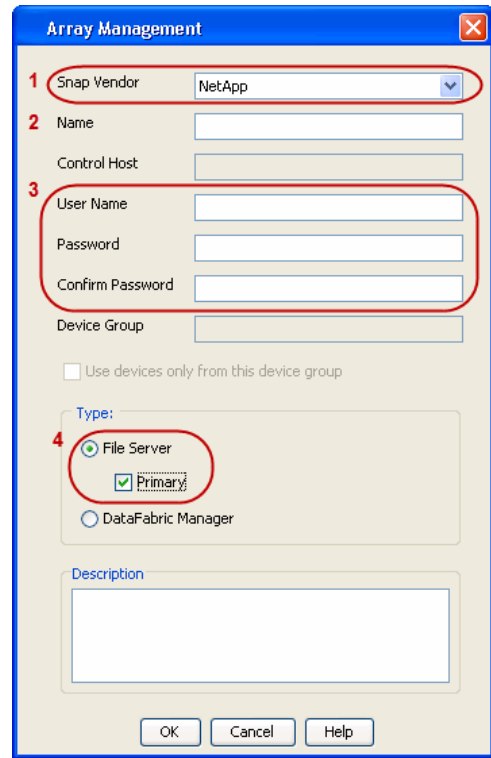 Array Management
1 Snap Vendor NetApp
2 Name
Control Host
3
User Name
Password
Confirm Password
Device Group
Use devices only from this device group
Type:
4 File Server
Primary
DataFabric Manager
Description
OK Cancel Help